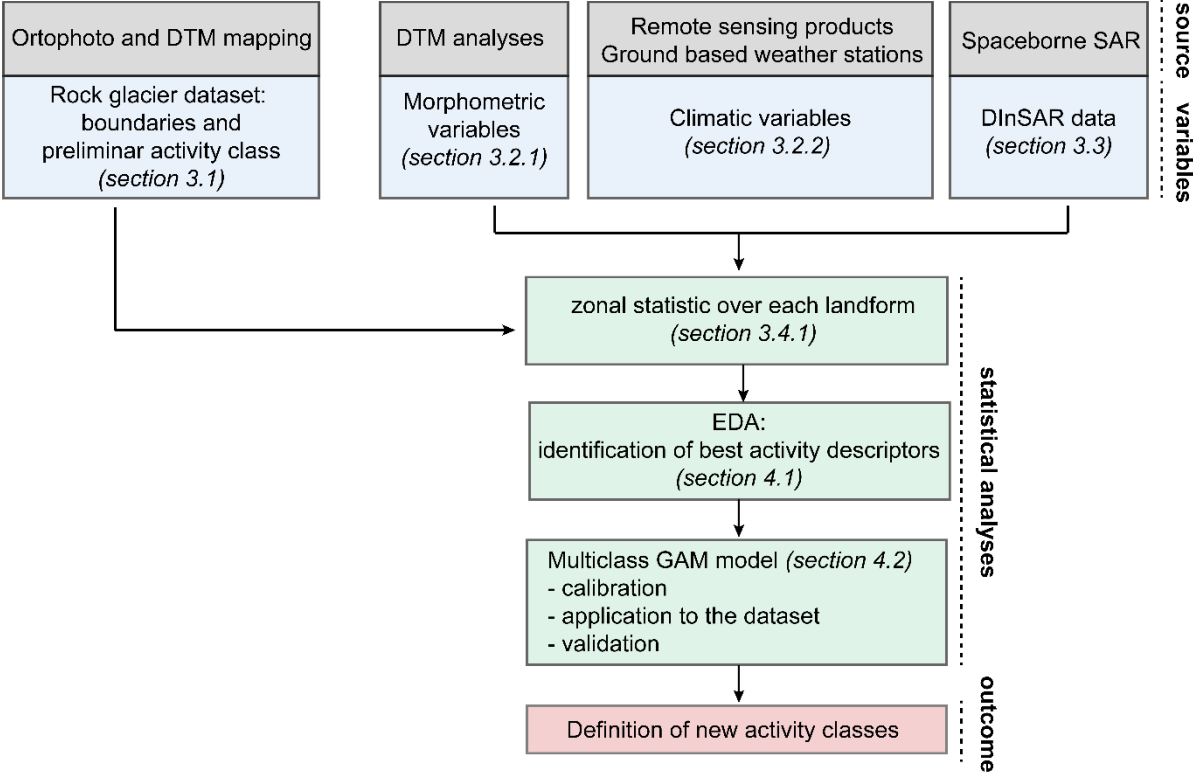 Ortophoto and DTM mapping
Rock glacier dataset:
boundaries and
preliminar activity class
(section 3.1)
DTM analyses
Morphometric
variables
(section 3.2.1)
Remote sensing products
Ground based weather stations
Climatic variables
(section 3.2.2)
Spaceborne SAR
DInSAR data
(section 3.3)
source
variables
zonal statistic over each landform
(section 3.4.1)
EDA:
identification of best activity descriptors
(section 4.1)
Multiclass GAM model (section 4.2)
- calibration
- application to the dataset
- validation
statistical analyses
Definition of new activity classes
outcome